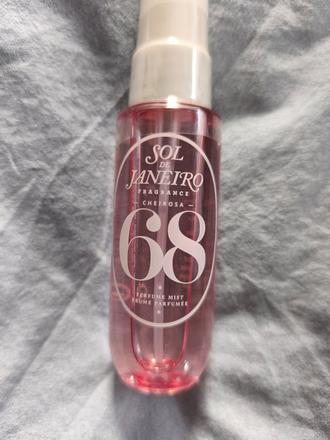 SOL
DE
JANEIRO
FRAGRANCE
CHEIROSA
68
PERFUME MIST
BRUME PARFUMÉE